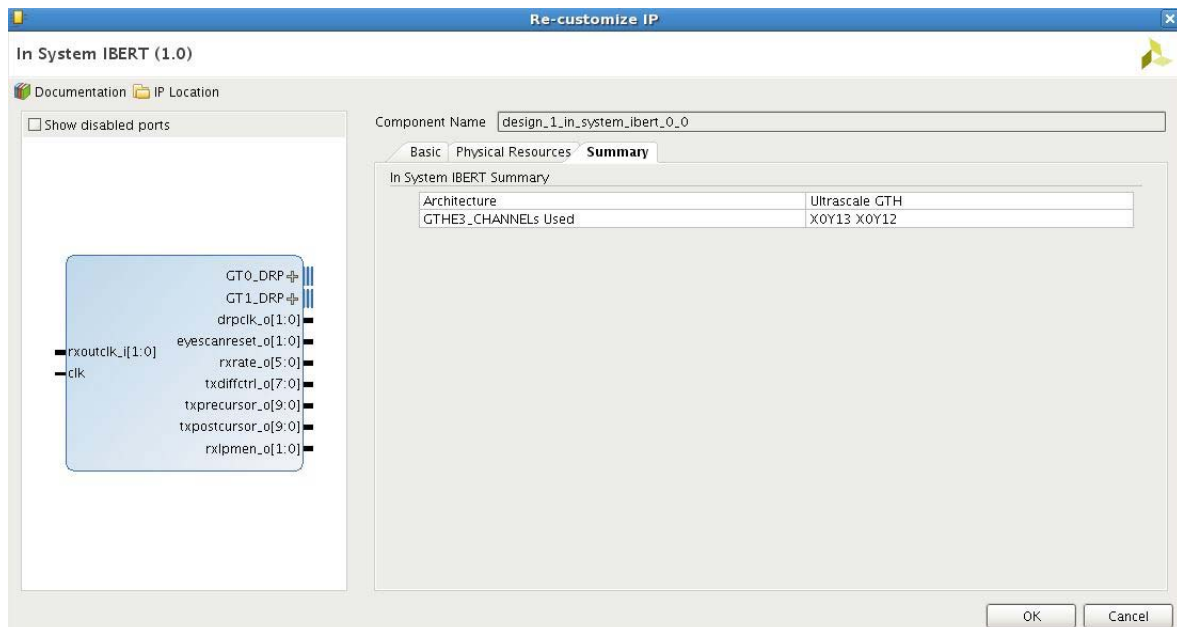 Re-customize IP
In System IBERT (1.0)
Documentation IP Location
Show disabled ports
GT0_DRP
GT1_DRP
drpclk_o[1:0]
eyescanreset_o[1:0]
rxoutclk_i[1:0]
rxrate_o[5:0]
clk
txdiffctrl_o[7:0]
txprecursor_o[9:0]
txpostcursor_o[9:0]
rxlpmen_o[1:0]
Component Name design_1_in_system_ibert_0_0
Basic Physical Resources Summary
In System IBERT Summary
Architecture Ultrascale GTH
GTHE3_CHANNELs Used X0Y13 X0Y12
OK Cancel